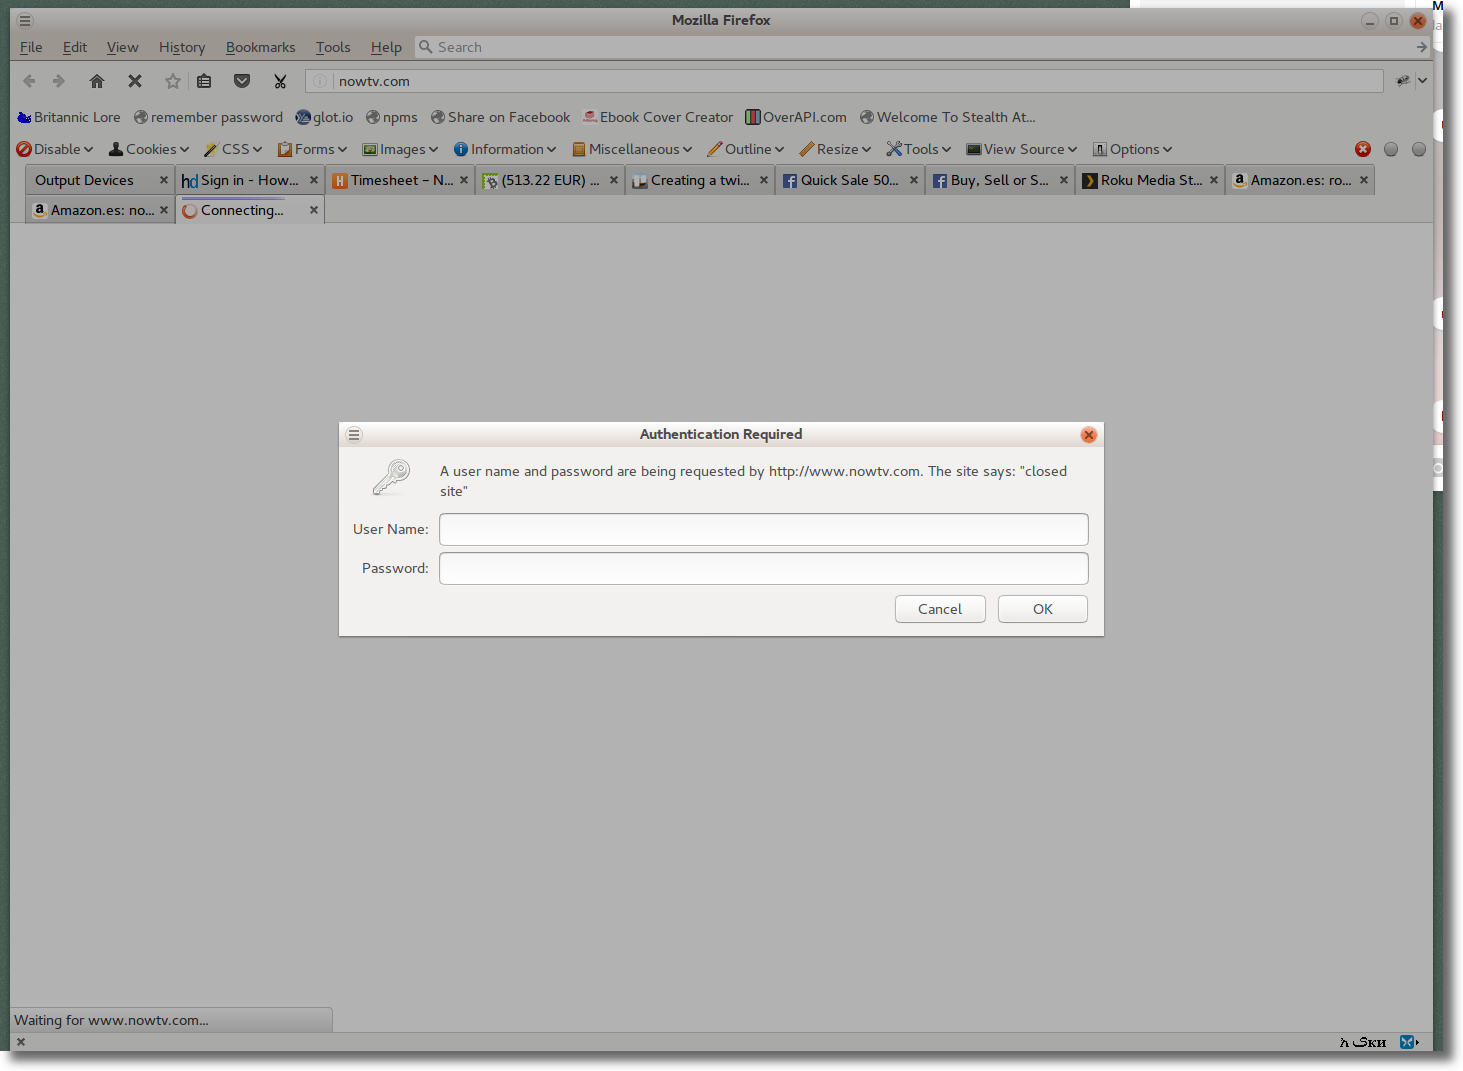 Mozilla Firefox
File Edit View History Bookmarks Tools Help Search
nowtv.com
Britannic Lore remember password glot.io npms Share on Facebook Ebook Cover Creator OverAPI.com Welcome To Stealth At...
Disable Cookies CSS Forms Images Information Miscellaneous Outline Resize Tools View Source Options
Output Devices hd Sign in - How... H Timesheet – N... (513.22 EUR) ... Creating a twi... Quick Sale 50... Buy, Sell or S... Roku Media St... Amazon.es: ro...
Amazon.es: no... Connecting...
Authentication Required
A user name and password are being requested by http://www.nowtv.com. The site says: "closed
site"
User Name:
Password:
Cancel OK
Waiting for www.nowtv.com...